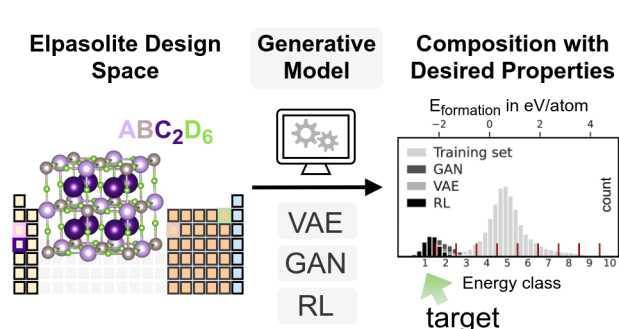 Elpasolite Design
Space
ABC2D6
Generative
Model
VAE
GAN
RL
Composition with
Desired Properties
Eformation in eV/atom
−2 0 2 4
Training set
GAN
VAE
RL
count
1 2 3 4 5 6 7 8 9 10
Energy class
target